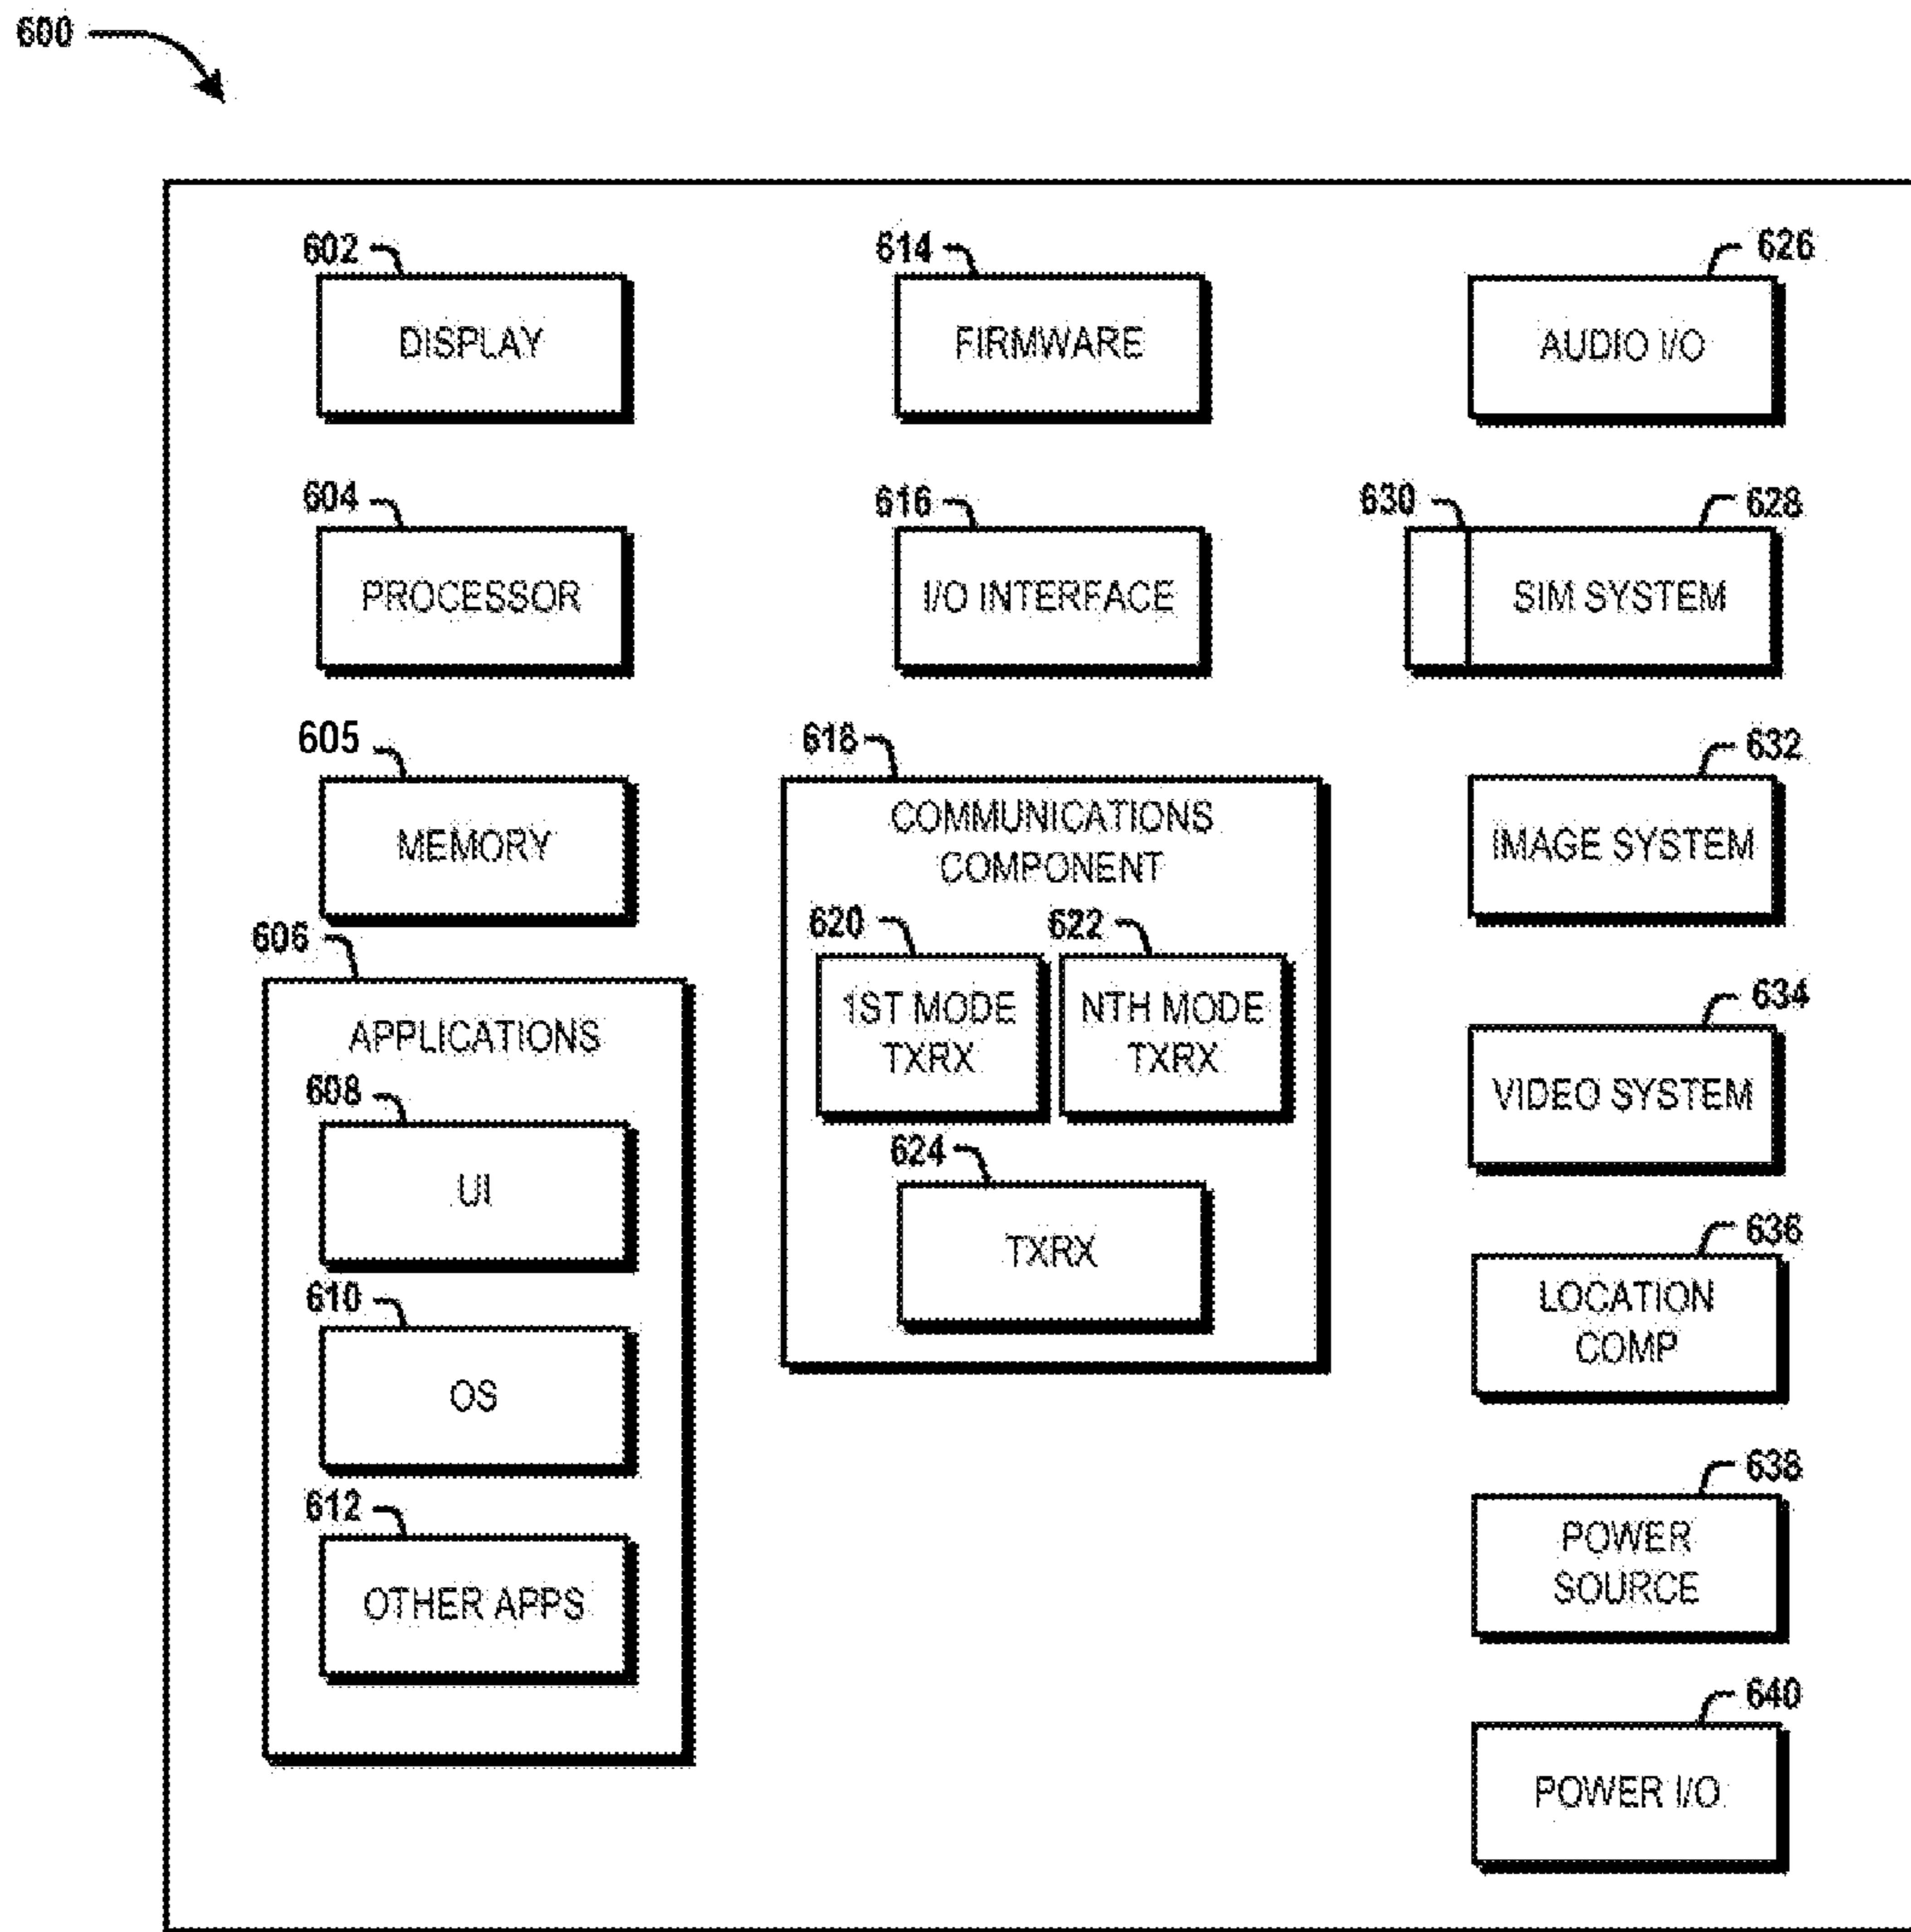 600
602
DISPLAY
604
PROCESSOR
605
MEMORY
606
APPLICATIONS
608
UI
610
OS
612
OTHER APPS
614
FIRMWARE
616
I/O INTERFACE
618
COMMUNICATIONS
COMPONENT
620
1ST MODE
TXRX
622
NTH MODE
TXRX
624
TXRX
626
AUDIO I/O
630
628
SIM SYSTEM
632
IMAGE SYSTEM
634
VIDEO SYSTEM
636
LOCATION
COMP
638
POWER
SOURCE
640
POWER I/O